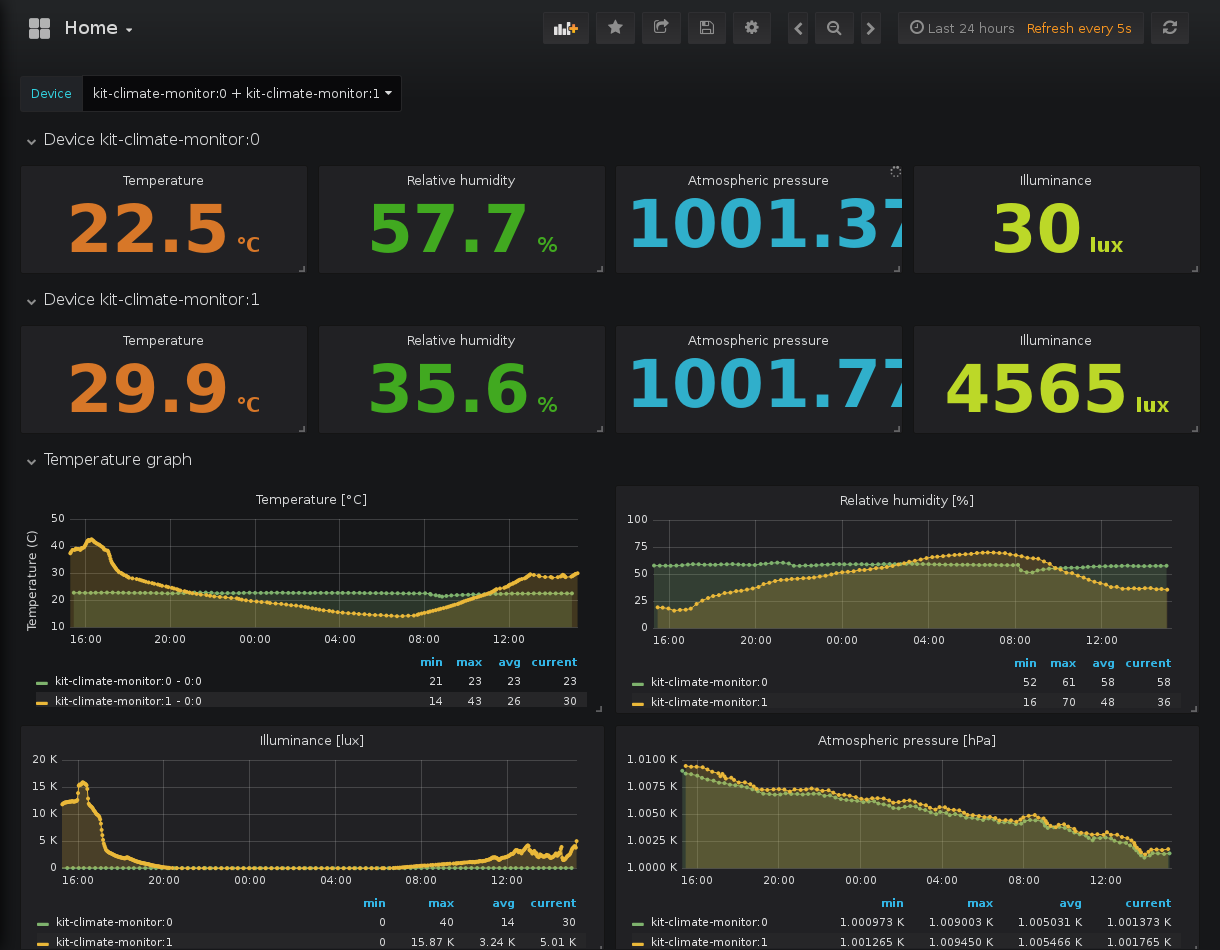 Home
Last 24 hours Refresh every 5s
Device kit-climate-monitor:0 + kit-climate-monitor:1
Device kit-climate-monitor:0
Temperature Relative humidity Atmospheric pressure Illuminance
22.5 °C 57.7 % 1001.37 30 lux
Device kit-climate-monitor:1
Temperature Relative humidity Atmospheric pressure Illuminance
29.9 °C 35.6 % 1001.77 4565 lux
Temperature graph
Temperature [°C]
Temperature (C)
50
40
30
20
10
16:00 20:00 00:00 04:00 08:00 12:00
min max avg current
kit-climate-monitor:0 - 0:0 21 23 23 23
kit-climate-monitor:1 - 0:0 14 43 26 30
Relative humidity [%]
100
75
50
25
0
16:00 20:00 00:00 04:00 08:00 12:00
min max avg current
kit-climate-monitor:0 52 61 58 58
kit-climate-monitor:1 16 70 48 36
Illuminance [lux]
20 K
15 K
10 K
5 K
0
16:00 20:00 00:00 04:00 08:00 12:00
min max avg current
kit-climate-monitor:0 0 40 14 30
kit-climate-monitor:1 0 15.87 K 3.24 K 5.01 K
Atmospheric pressure [hPa]
1.0100 K
1.0075 K
1.0050 K
1.0025 K
1.0000 K
16:00 20:00 00:00 04:00 08:00 12:00
min max avg current
kit-climate-monitor:0 1.000973 K 1.009003 K 1.005031 K 1.001373 K
kit-climate-monitor:1 1.001265 K 1.009450 K 1.005466 K 1.001765 K